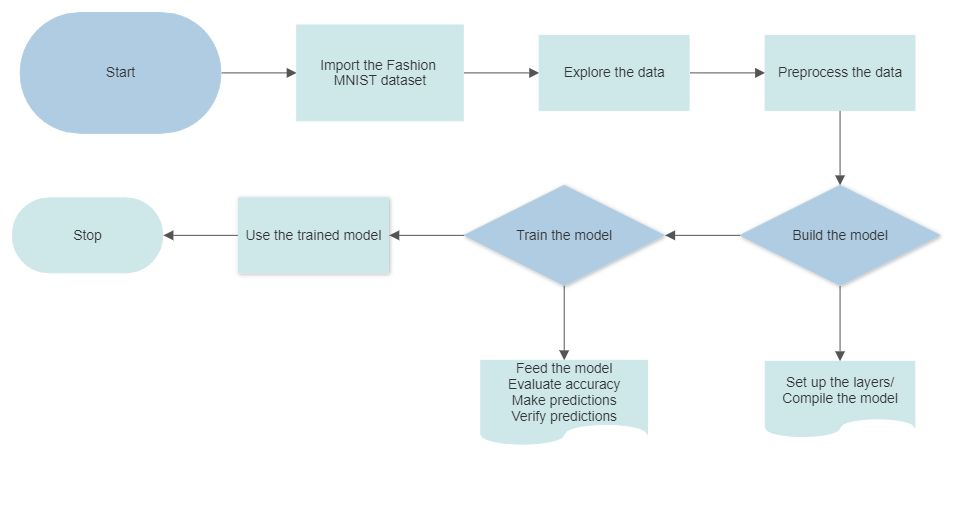 Start
Import the Fashion
MNIST dataset
Explore the data
Preprocess the data
Stop
Use the trained model
Train the model
Build the model
Feed the model
Evaluate accuracy
Make predictions
Verify predictions
Set up the layers/
Compile the model